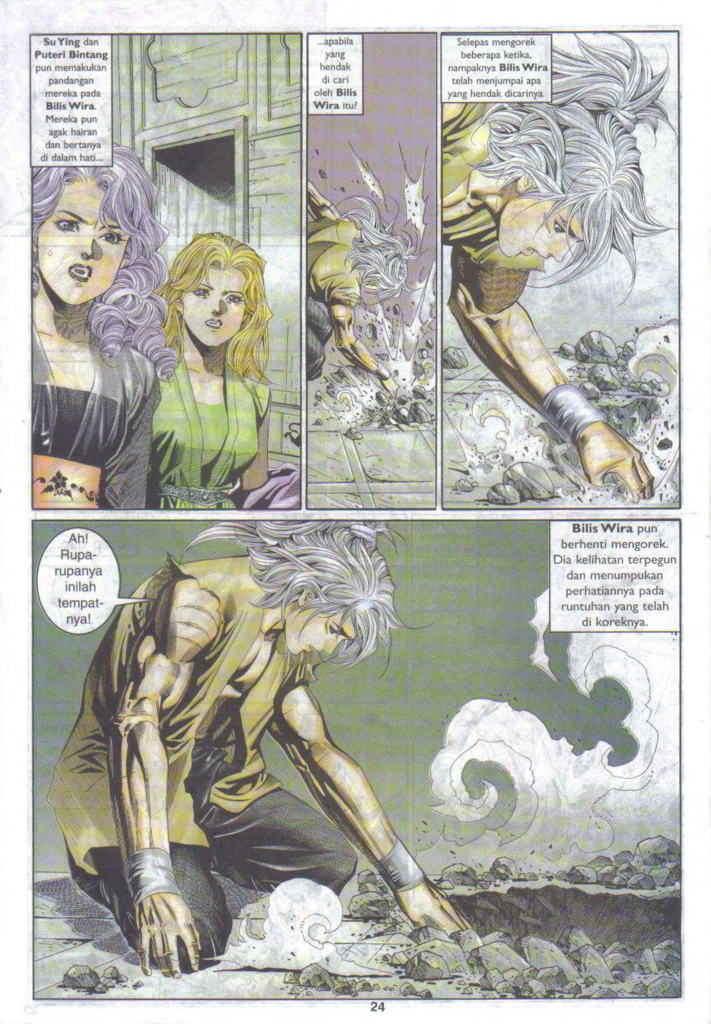 Su Ying dan
Puteri Bintang
pun memakukan
pandangan
mereka pada
Bilis Wira.
Mereka pun
agak hairan
dan bertanya
di dalam hati...
...apabila
yang
hendak
di cari
oleh Bilis
Wira itu?
Selepas mengorek
beberapa ketika,
nampaknya Bilis Wira
telah menjumpai apa
yang hendak dicarinya.
Ah!
Rupa-
rupanya
inilah
tempat-
nya!
Bilis Wira pun
berhenti mengorek.
Dia kelihatan terpegun
dan menumpukan
perhatiannya pada
runtuhan yang telah
di koreknya.
24